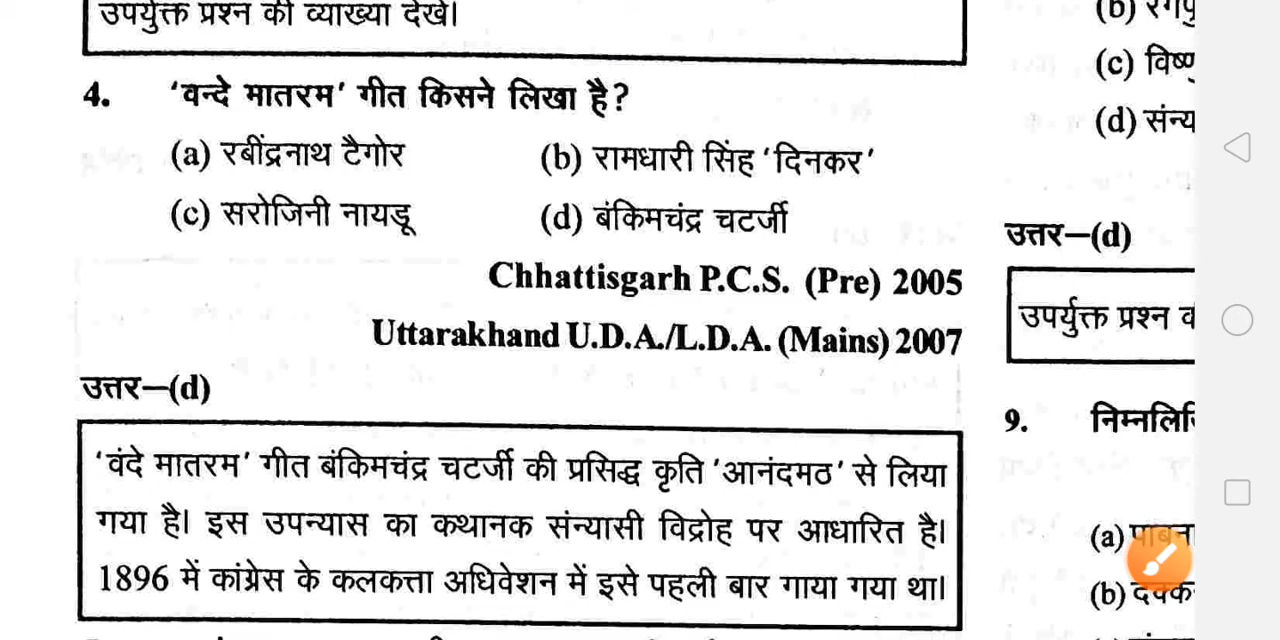 उपर्युक्त प्रश्न की व्याख्या देखें।
4. 'वन्दे मातरम' गीत किसने लिखा है?
(a) रबींद्रनाथ टैगोर (b) रामधारी सिंह 'दिनकर'
(c) सरोजिनी नायडू (d) बंकिमचंद्र चटर्जी
Chhattisgarh P.C.S. (Pre) 2005
Uttarakhand U.D.A./L.D.A. (Mains) 2007
उत्तर—(d)
'वंदे मातरम' गीत बंकिमचंद्र चटर्जी की प्रसिद्ध कृति 'आनंदमठ' से लिया
गया है। इस उपन्यास का कथानक संन्यासी विद्रोह पर आधारित है।
1896 में कांग्रेस के कलकत्ता अधिवेशन में इसे पहली बार गाया गया था।
(b)
(c)
(d)
उत्तर—(d)
उपर्युक्त प्रश्न
9.
(a)
(b)